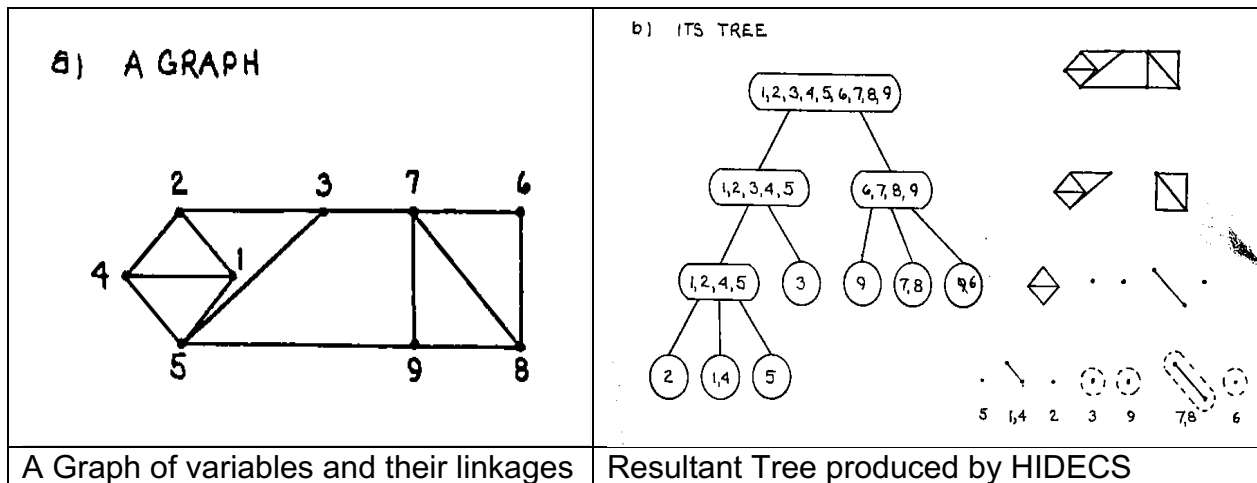 a) A GRAPH
2 3 7 6
4 1
5 9 8
A Graph of variables and their linkages
b) ITS TREE
1,2,3,4,5,6,7,8,9
1,2,3,4,5 6,7,8,9
1,2,4,5 3 9 7,8 6
2 1,4 5
5 1,4 2 3 9 7,8 6
Resultant Tree produced by HIDECS